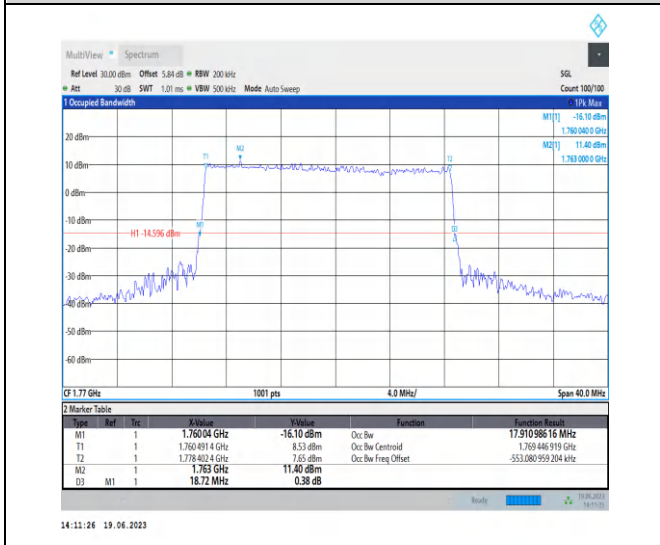 MultiView Spectrum
Ref Level 30.00 dBm Offset 5.84 dB RBW 200 kHz SGL
Att 30 dB SWT 1.01 ms VBW 500 kHz Mode Auto Sweep Count 100/100
1 Occupied Bandwidth 1Pk Max
M1[1] -16.10 dBm
1.760 040 0 GHz
M2[1] 11.40 dBm
1.763 000 0 GHz
20 dBm
M2
T1 T2
10 dBm
0 dBm
-10 dBm
M1
H1 -14.596 dBm
D3
-20 dBm
-30 dBm
-40 dBm
-50 dBm
-60 dBm
CF 1.77 GHz 1001 pts 4.0 MHz/ Span 40.0 MHz
2 Marker Table
Type Ref Trc X-Value Y-Value Function Function Result
M1 1 1.76004 GHz -16.10 dBm Occ Bw 17.910 986 16 MHz
T1 1 1.760 491 4 GHz 8.53 dBm Occ Bw Centroid 1.769 446 919 GHz
T2 1 1.778 402 4 GHz 7.65 dBm Occ Bw Freq Offset -553.080 959 204 kHz
M2 1 1.763 GHz 11.40 dBm
D3 M1 1 18.72 MHz 0.38 dB
Ready 19.06.2023
14:11:25
14:11:26 19.06.2023